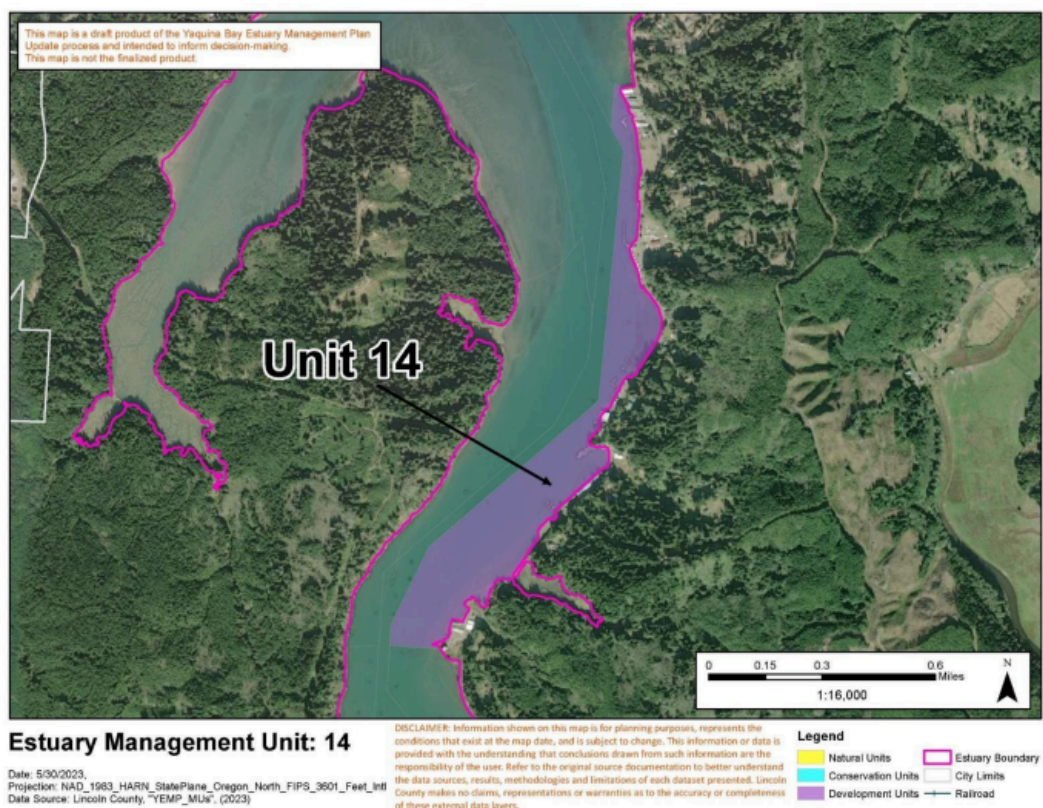 This map is a draft product of the Yaquina Bay Estuary Management Plan
Update process and intended to inform decision-making.
This map is not the finalized product.
Unit 14
0 0.15 0.3 0.6
Miles
1:16,000
N
Estuary Management Unit: 14
Date: 5/30/2023,
Projection: NAD_1983_HARN_StatePlane_Oregon_North_FIPS_3601_Feet_Intl
Data Source: Lincoln County, "YEMP_MUs", (2023)
DISCLAIMER: Information shown on this map is for planning purposes, represents the
conditions that exist at the map date, and is subject to change. This information or data is
provided with the understanding that conclusions drawn from such information are the
responsibility of the user. Refer to the original source documentation to better understand
the data sources, results, methodologies and limitations of each dataset presented. Lincoln
County makes no claims, representations or warranties as to the accuracy or completeness
of these external data layers.
Legend
Natural Units
Conservation Units
Development Units
Estuary Boundary
City Limits
Railroad